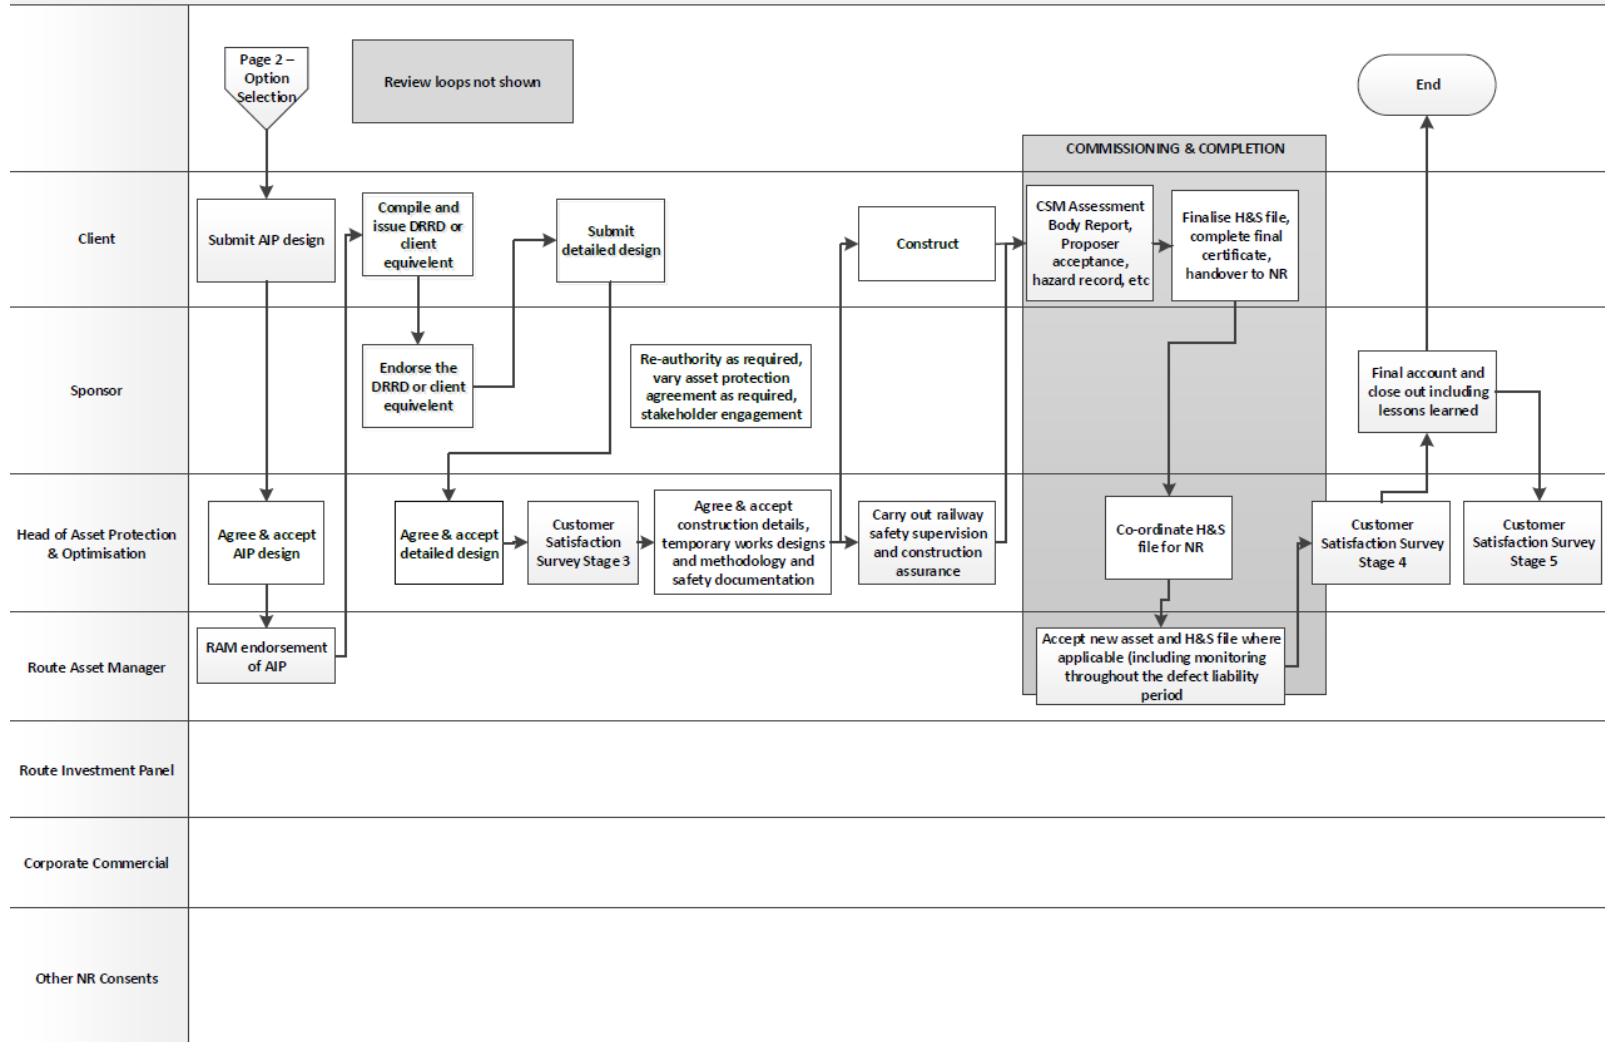 Page 2 –
Option
Selection
Review loops not shown
End
COMMISSIONING & COMPLETION
Client
Submit AIP design
Compile and
issue DRRD or
client
equivelent
Submit
detailed design
Construct
CSM Assessment
Body Report,
Proposer
acceptance,
hazard record, etc
Finalise H&S file,
complete final
certificate,
handover to NR
Sponsor
Endorse the
DRRD or client
equivelent
Re-authority as required,
vary asset protection
agreement as required,
stakeholder engagement
Final account and
close out including
lessons learned
Head of Asset Protection
& Optimisation
Agree & accept
AIP design
Agree & accept
detailed design
Customer
Satisfaction
Survey Stage 3
Agree & accept
construction details,
temporary works designs
and methodology and
safety documentation
Carry out railway
safety supervision
and construction
assurance
Co-ordinate H&S
file for NR
Customer
Satisfaction Survey
Stage 4
Customer
Satisfaction Survey
Stage 5
Route Asset Manager
RAM endorsement
of AIP
Accept new asset and H&S file where
applicable (including monitoring
throughout the defect liability
period
Route Investment Panel
Corporate Commercial
Other NR Consents